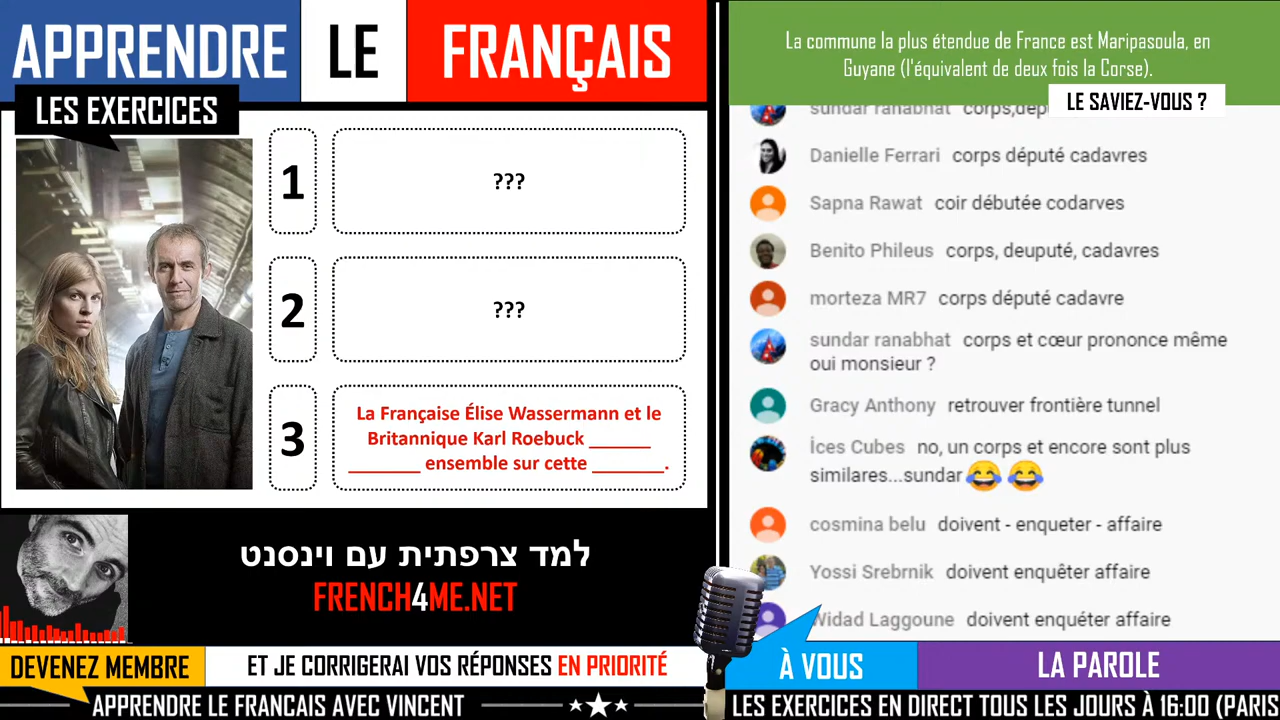 APPRENDRE LE FRANÇAIS
LES EXERCICES
1
???
2
???
3
La Française Élise Wassermann et le
Britannique Karl Roebuck ______
_______ ensemble sur cette _______.
למד צרפתית עם וינסנט
FRENCH4ME.NET
DEVENEZ MEMBRE
ET JE CORRIGERAI VOS RÉPONSES EN PRIORITÉ
APPRENDRE LE FRANCAIS AVEC VINCENT
La commune la plus étendue de France est Maripasoula, en
Guyane (l'équivalent de deux fois la Corse).
LE SAVIEZ-VOUS ?
sundar ranabhat corps,dep
Danielle Ferrari corps député cadavres
Sapna Rawat coir débutée codarves
Benito Phileus corps, deuputé, cadavres
morteza MR7 corps député cadavre
sundar ranabhat corps et cœur prononce même
oui monsieur ?
Gracy Anthony retrouver frontière tunnel
İces Cubes no, un corps et encore sont plus
similares...sundar 😂 😂
cosmina belu doivent - enqueter - affaire
Yossi Srebrnik doivent enquêter affaire
Widad Laggoune doivent enquéter affaire
À VOUS
LA PAROLE
LES EXERCICES EN DIRECT TOUS LES JOURS À 16:00 (PARIS